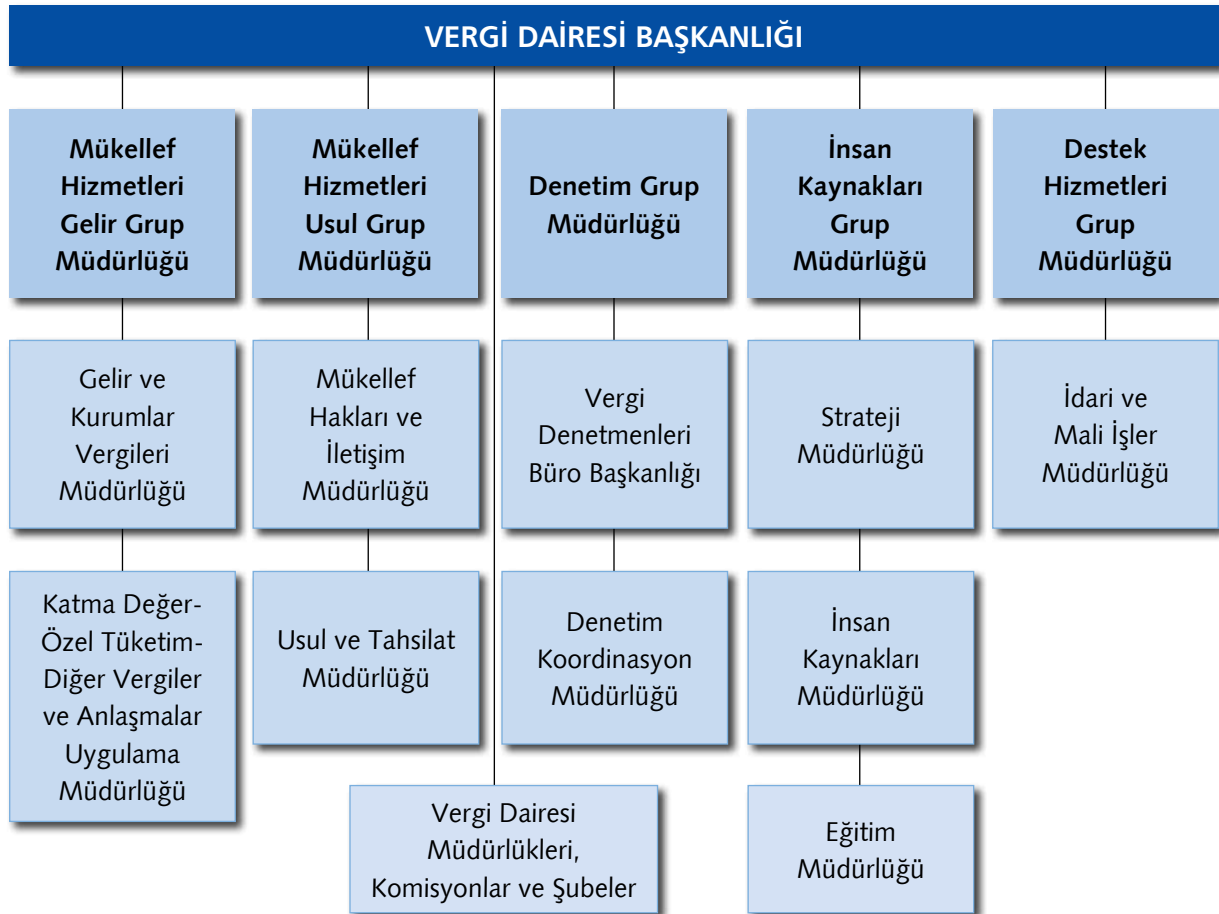 VERGİ DAİRESİ BAŞKANLIĞI
Mükellef
Hizmetleri
Gelir Grup
Müdürlüğü
Mükellef
Hizmetleri
Usul Grup
Müdürlüğü
Denetim Grup
Müdürlüğü
İnsan
Kaynakları
Grup
Müdürlüğü
Destek
Hizmetleri
Grup
Müdürlüğü
Gelir ve
Kurumlar
Vergileri
Müdürlüğü
Mükellef
Hakları ve
İletişim
Müdürlüğü
Vergi
Denetmenleri
Büro Başkanlığı
Strateji
Müdürlüğü
İdari ve
Mali İşler
Müdürlüğü
Katma Değer-
Özel Tüketim-
Diğer Vergiler
ve Anlaşmalar
Uygulama
Müdürlüğü
Usul ve Tahsilat
Müdürlüğü
Denetim
Koordinasyon
Müdürlüğü
İnsan
Kaynakları
Müdürlüğü
Vergi Dairesi
Müdürlükleri,
Komisyonlar ve Şubeler
Eğitim
Müdürlüğü